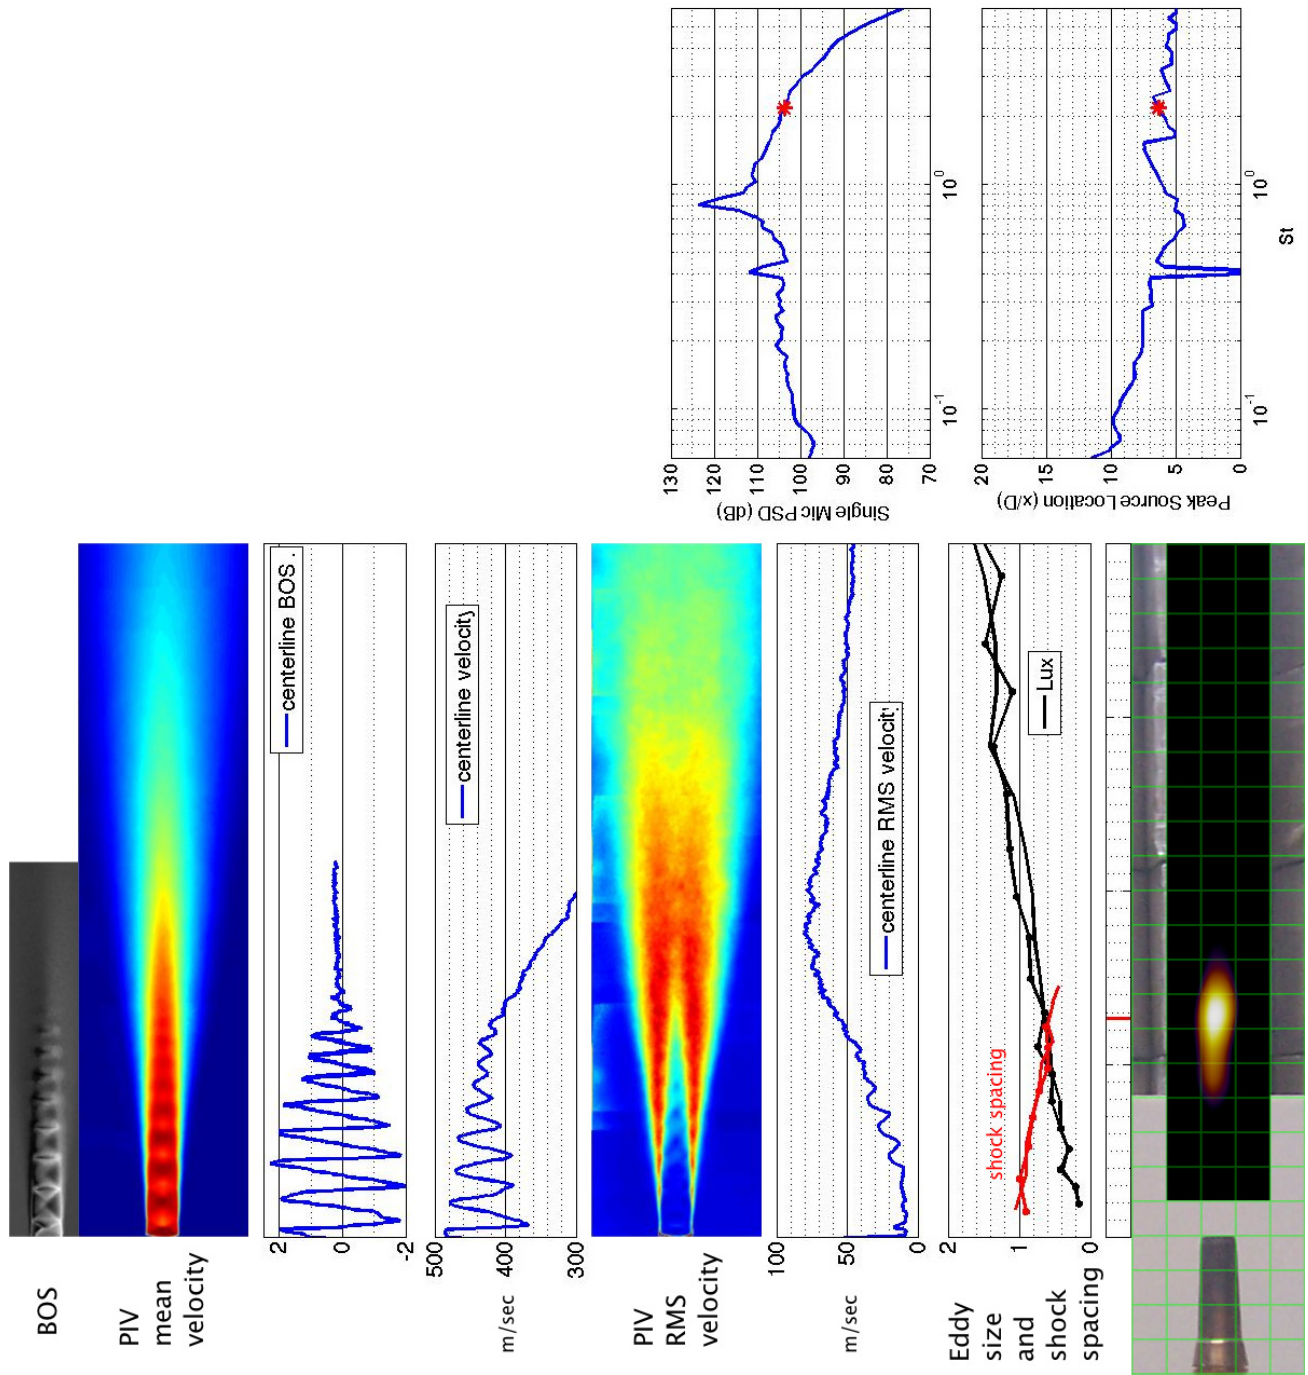 BOS
PIV
mean
velocity
2
0
-2
centerline BOS.
500
400
300
m/sec
centerline velocity
PIV
RMS
velocity
100
50
0
m/sec
centerline RMS velocity
Eddy
size
and
shock
spacing
2
1
0
shock spacing
Lux
130
120
110
100
90
80
70
Single Mic PSD (dB)
10-1
100
20
15
10
5
0
Peak Source Location (x/D)
10-1
100
St